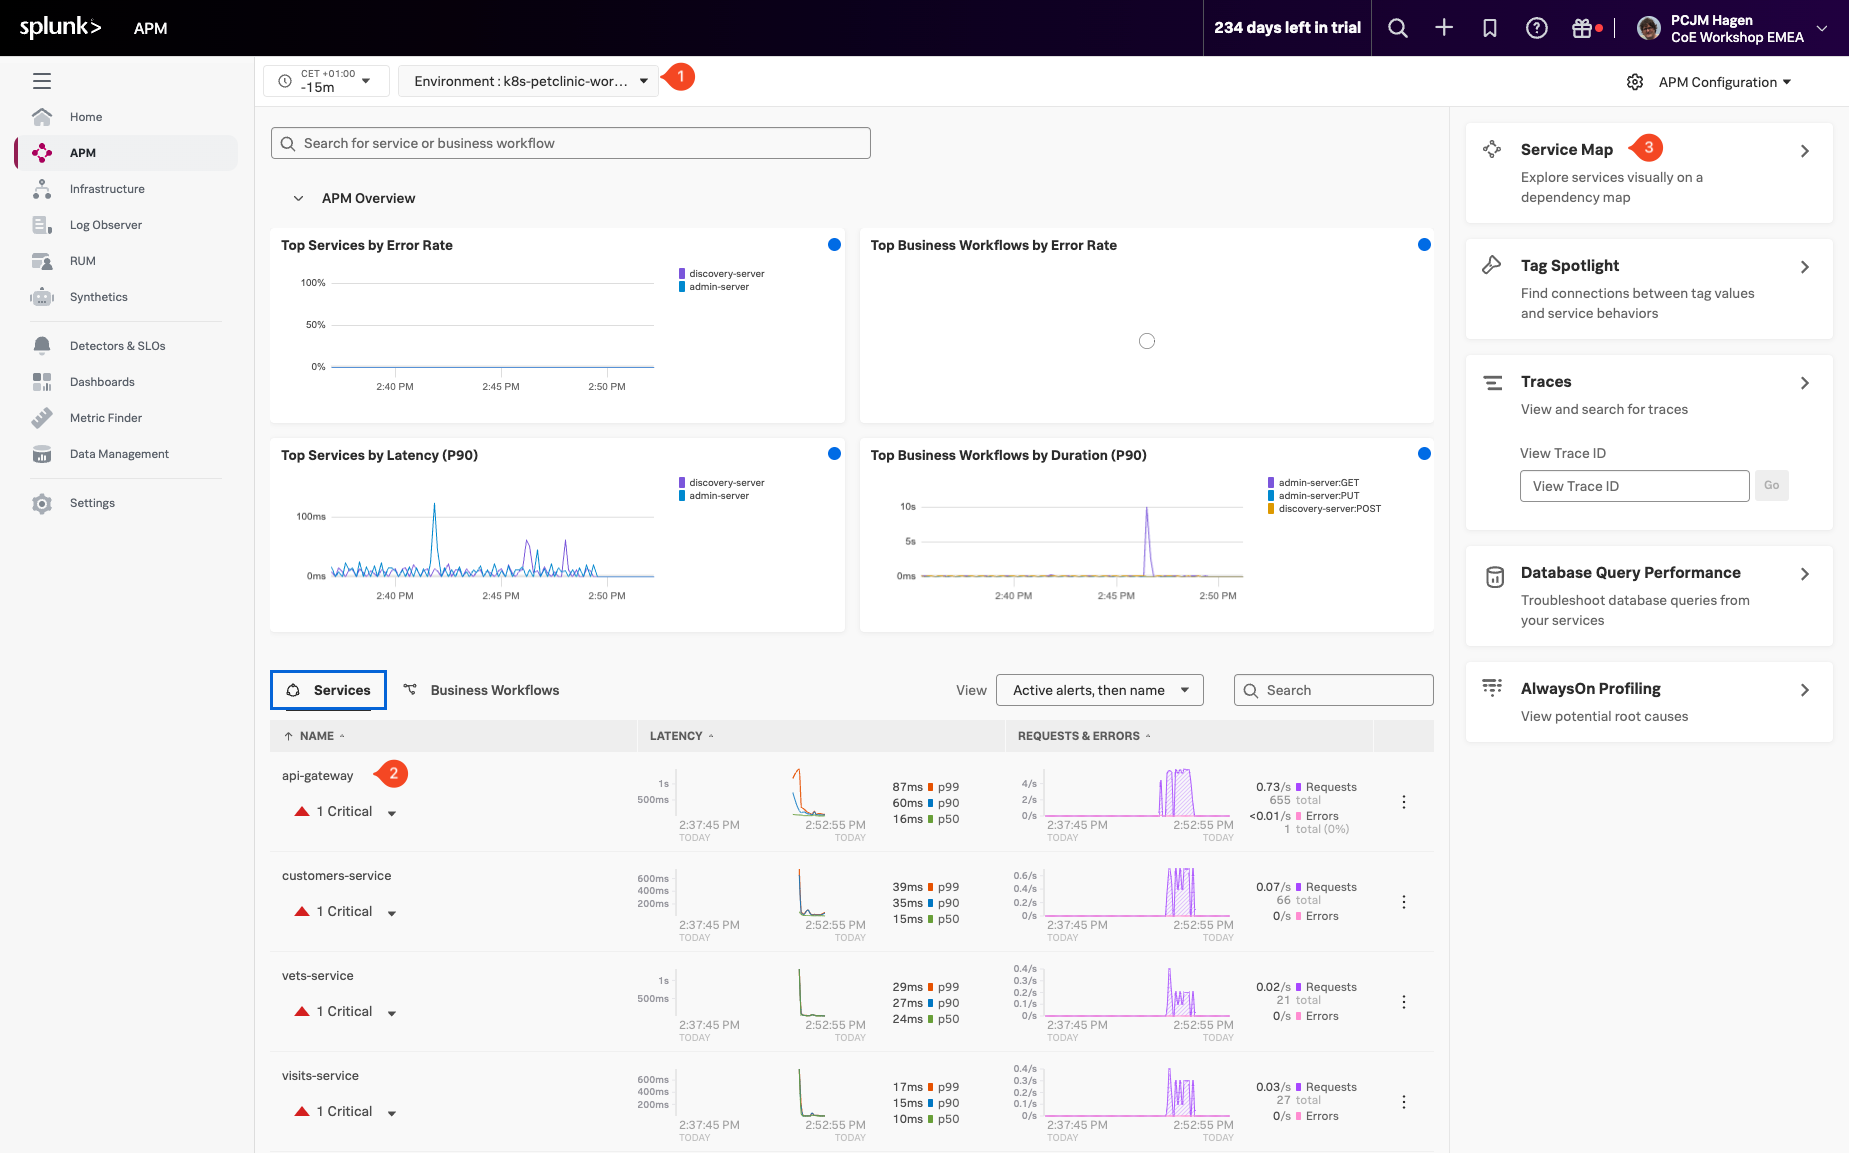 splunk> APM
234 days left in trial
PCJM Hagen
CoE Workshop EMEA
Home
APM
Infrastructure
Log Observer
RUM
Synthetics
Detectors & SLOs
Dashboards
Metric Finder
Data Management
Settings
CET +01:00
-15m
Environment : k8s-petclinic-wor...
1
APM Configuration
Search for service or business workflow
APM Overview
Top Services by Error Rate
discovery-server
admin-server
100%
50%
0%
2:40 PM 2:45 PM 2:50 PM
Top Business Workflows by Error Rate
Top Services by Latency (P90)
discovery-server
admin-server
100ms
0ms
2:40 PM 2:45 PM 2:50 PM
Top Business Workflows by Duration (P90)
admin-server:GET
admin-server:PUT
discovery-server:POST
10s
5s
0ms
2:40 PM 2:45 PM 2:50 PM
Services Business Workflows
View Active alerts, then name
Search
NAME LATENCY REQUESTS & ERRORS
api-gateway
2
1 Critical
1s
500ms
2:37:45 PM 2:52:55 PM
TODAY TODAY
87ms p99
60ms p90
16ms p50
4/s
2/s
0/s
2:37:45 PM 2:52:55 PM
TODAY TODAY
0.73/s Requests
655 total
<0.01/s Errors
1 total (0%)
customers-service
1 Critical
600ms
400ms
200ms
2:37:45 PM 2:52:55 PM
TODAY TODAY
39ms p99
35ms p90
15ms p50
0.6/s
0.4/s
0.2/s
0/s
2:37:45 PM 2:52:55 PM
TODAY TODAY
0.07/s Requests
66 total
0/s Errors
vets-service
1 Critical
1s
500ms
2:37:45 PM 2:52:55 PM
TODAY TODAY
29ms p99
27ms p90
24ms p50
0.4/s
0.3/s
0.2/s
0.1/s
0/s
2:37:45 PM 2:52:55 PM
TODAY TODAY
0.02/s Requests
21 total
0/s Errors
visits-service
1 Critical
600ms
400ms
200ms
2:37:45 PM 2:52:55 PM
TODAY TODAY
17ms p99
15ms p90
10ms p50
0.4/s
0.3/s
0.2/s
0.1/s
0/s
2:37:45 PM 2:52:55 PM
TODAY TODAY
0.03/s Requests
27 total
0/s Errors
Service Map
3
Explore services visually on a
dependency map
Tag Spotlight
Find connections between tag values
and service behaviors
Traces
View and search for traces
View Trace ID
View Trace ID Go
Database Query Performance
Troubleshoot database queries from
your services
AlwaysOn Profiling
View potential root causes